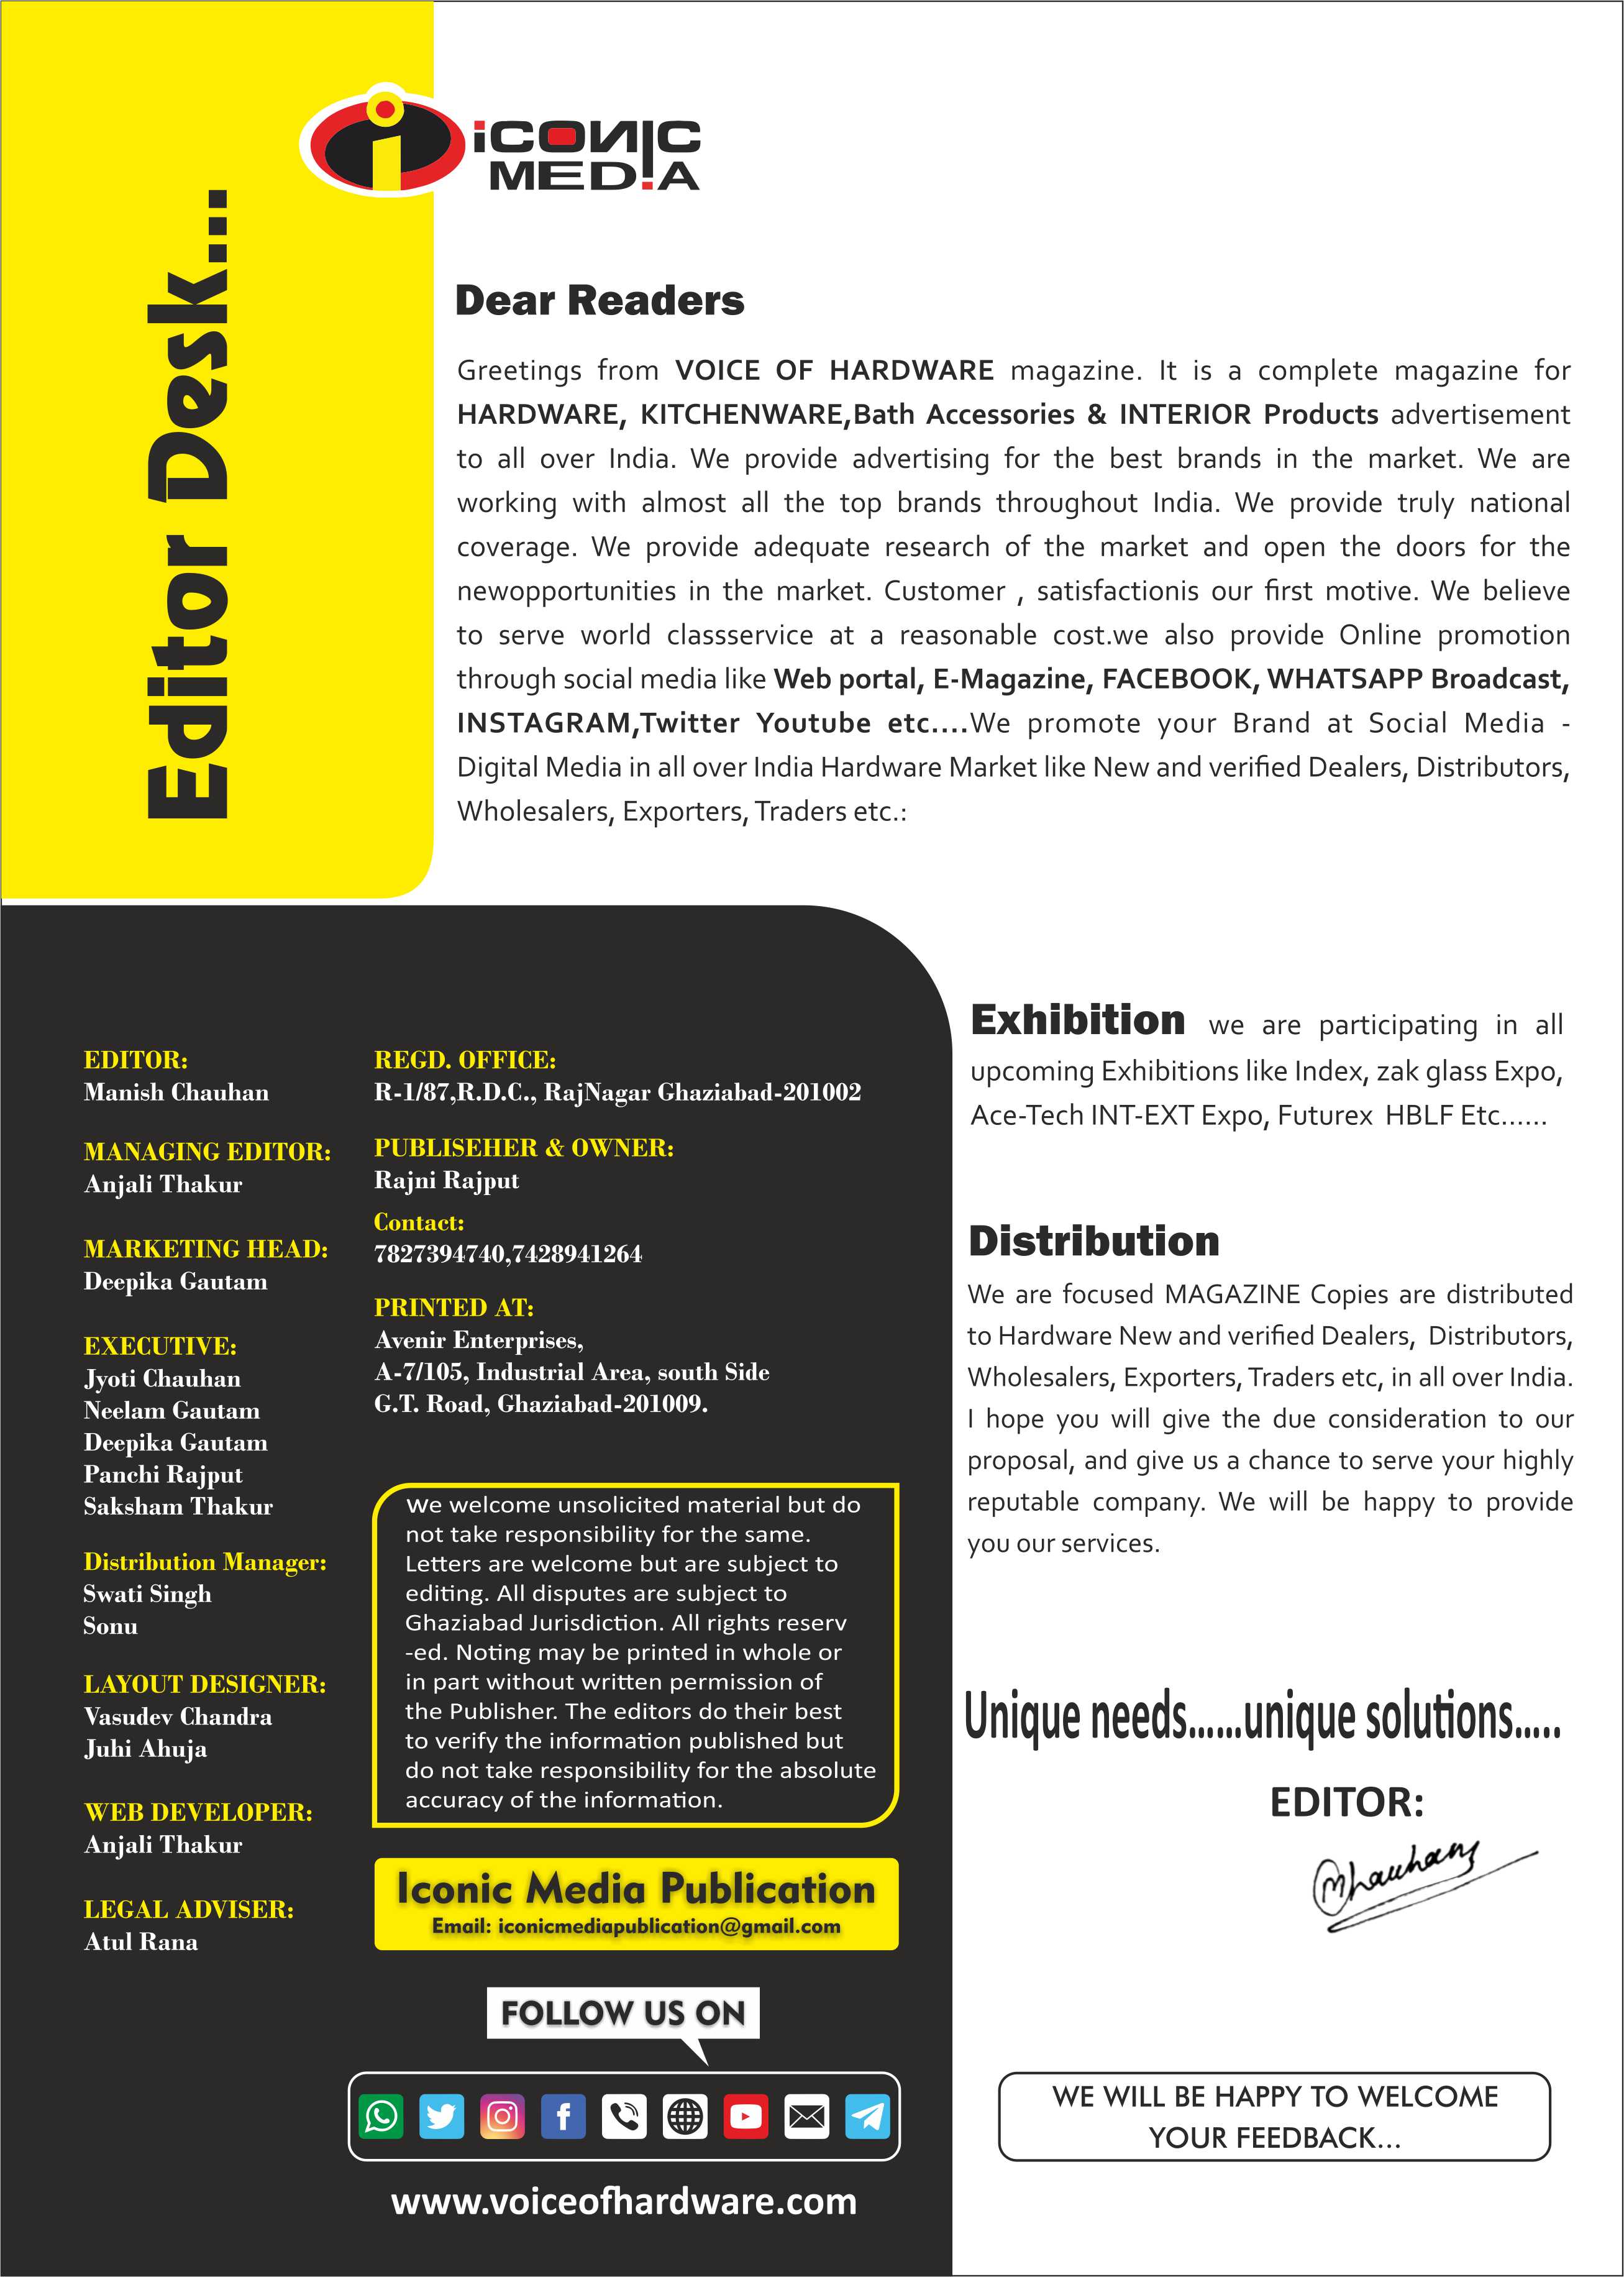 Editor Desk...
iCONIC
MEDiA
Dear Readers
Greetings from VOICE OF HARDWARE magazine. It is a complete magazine for
HARDWARE, KITCHENWARE,Bath Accessories & INTERIOR Products advertisement
to all over India. We provide advertising for the best brands in the market. We are
working with almost all the top brands throughout India. We provide truly national
coverage. We provide adequate research of the market and open the doors for the
newopportunities in the market. Customer , satisfactionis our first motive. We believe
to serve world classservice at a reasonable cost.we also provide Online promotion
through social media like Web portal, E-Magazine, FACEBOOK, WHATSAPP Broadcast,
INSTAGRAM,Twitter Youtube etc....We promote your Brand at Social Media -
Digital Media in all over India Hardware Market like New and verified Dealers, Distributors,
Wholesalers, Exporters, Traders etc.:
EDITOR:
Manish Chauhan
MANAGING EDITOR:
Anjali Thakur
MARKETING HEAD:
Deepika Gautam
EXECUTIVE:
Jyoti Chauhan
Neelam Gautam
Deepika Gautam
Panchi Rajput
Saksham Thakur
Distribution Manager:
Swati Singh
Sonu
LAYOUT DESIGNER:
Vasudev Chandra
Juhi Ahuja
WEB DEVELOPER:
Anjali Thakur
LEGAL ADVISER:
Atul Rana
REGD. OFFICE:
R-1/87,R.D.C., RajNagar Ghaziabad-201002
PUBLISEHER & OWNER:
Rajni Rajput
Contact:
7827394740,7428941264
PRINTED AT:
Avenir Enterprises,
A-7/105, Industrial Area, south Side
G.T. Road, Ghaziabad-201009.
We welcome unsolicited material but do
not take responsibility for the same.
Letters are welcome but are subject to
editing. All disputes are subject to
Ghaziabad Jurisdiction. All rights reserv
-ed. Noting may be printed in whole or
in part without written permission of
the Publisher. The editors do their best
to verify the information published but
do not take responsibility for the absolute
accuracy of the information.
Iconic Media Publication
Email: iconicmediapublication@gmail.com
FOLLOW US ON
www.voiceofhardware.com
Exhibition we are participating in all
upcoming Exhibitions like Index, zak glass Expo,
Ace-Tech INT-EXT Expo, Futurex HBLF Etc......
Distribution
We are focused MAGAZINE Copies are distributed
to Hardware New and verified Dealers, Distributors,
Wholesalers, Exporters, Traders etc, in all over India.
I hope you will give the due consideration to our
proposal, and give us a chance to serve your highly
reputable company. We will be happy to provide
you our services.
Unique needs......unique solutions.....
EDITOR:
Mchauhan
WE WILL BE HAPPY TO WELCOME
YOUR FEEDBACK...